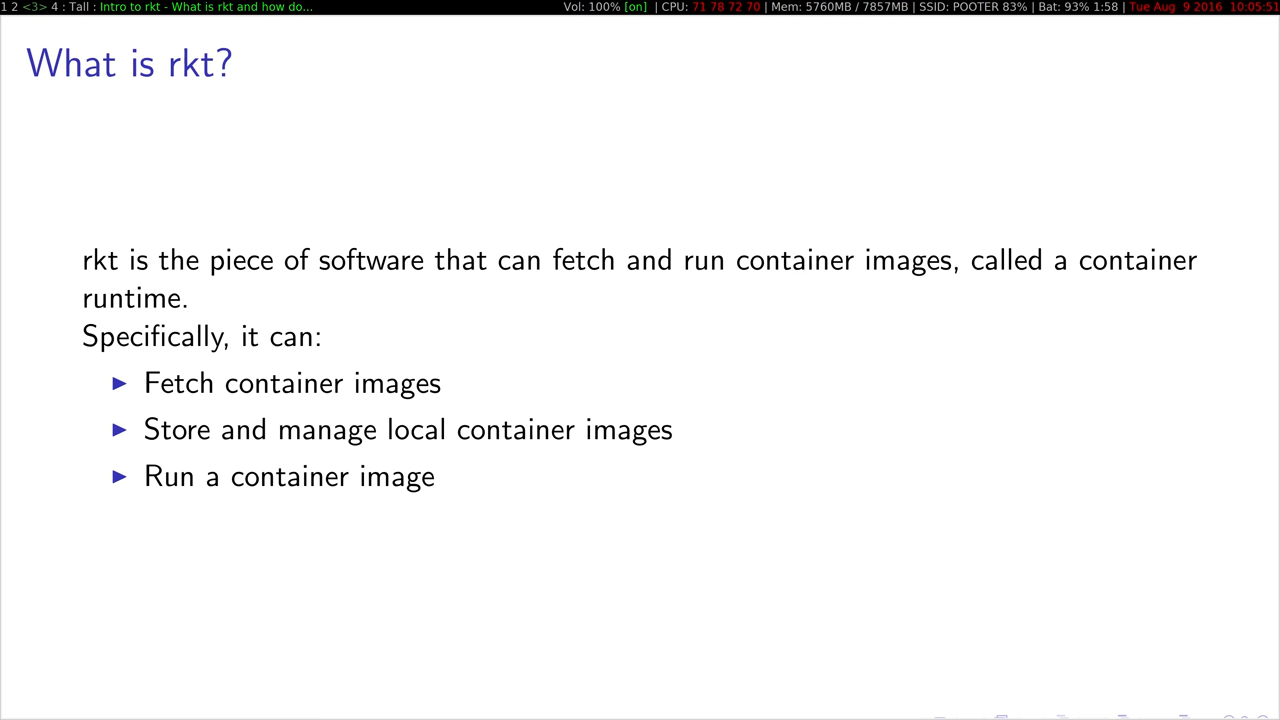 1 2 <3> 4 : Tall : Intro to rkt - What is rkt and how do... Vol: 100% [on] | CPU: 71 78 72 70 | Mem: 5760MB / 7857MB | SSID: POOTER 83% | Bat: 93% 1:58 | Tue Aug 9 2016 10:05:51
What is rkt?
rkt is the piece of software that can fetch and run container images, called a container
runtime.
Specifically, it can:
► Fetch container images
► Store and manage local container images
► Run a container image